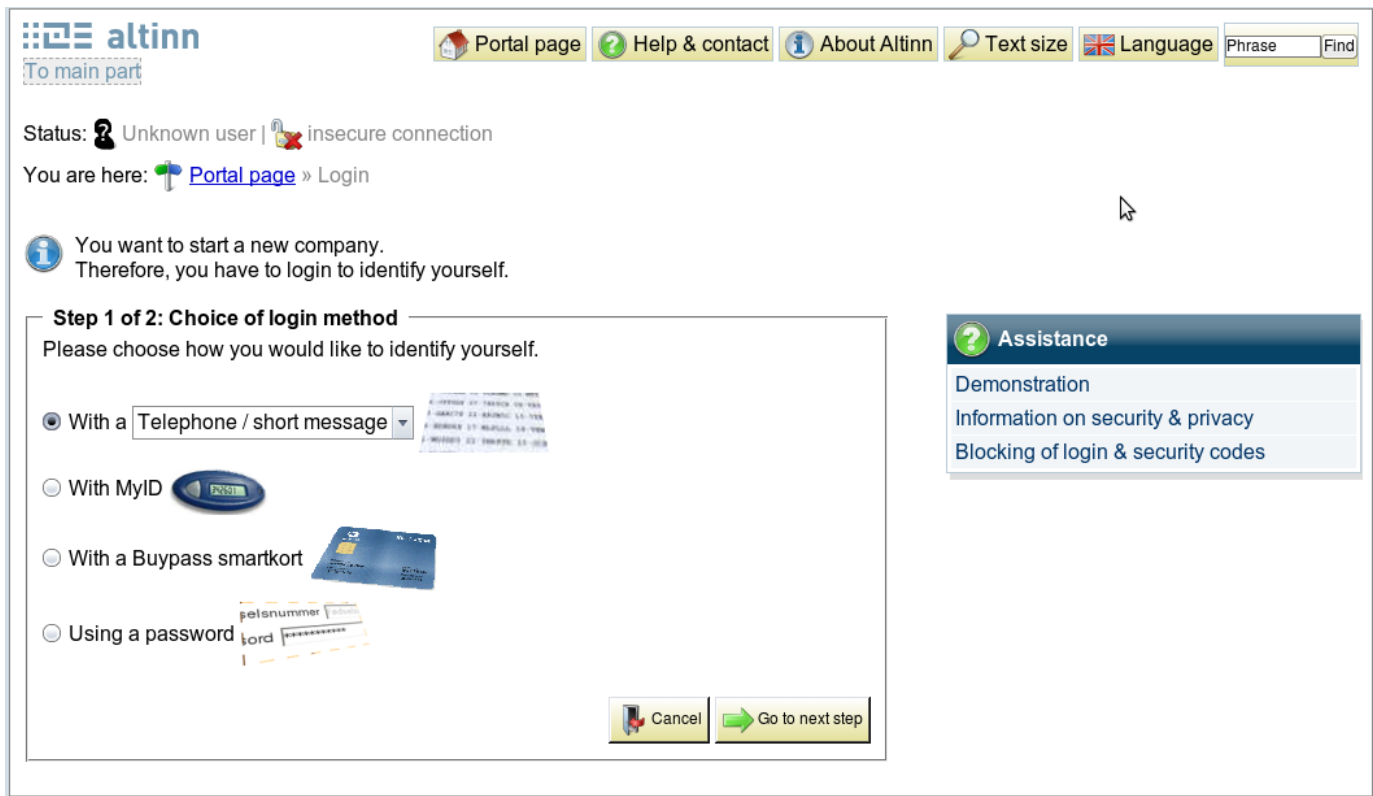 altinn
To main part
Portal page Help & contact About Altinn Text size Language Phrase Find
Status: Unknown user | insecure connection
You are here: Portal page » Login
You want to start a new company.
Therefore, you have to login to identify yourself.
Step 1 of 2: Choice of login method
Please choose how you would like to identify yourself.
With a Telephone / short message
With MyID
With a Buypass smartkort
Using a password
selsnummer
sord ***********
Cancel Go to next step
Assistance
Demonstration
Information on security & privacy
Blocking of login & security codes